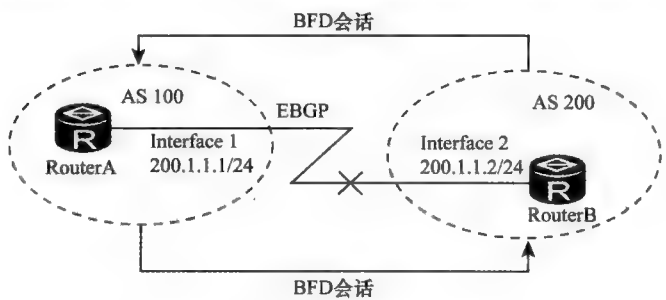 BFD会话
AS 100
EBGP
AS 200
R
RouterA
Interface 1
200.1.1.1/24
Interface 2
200.1.1.2/24
R
RouterB
BFD会话